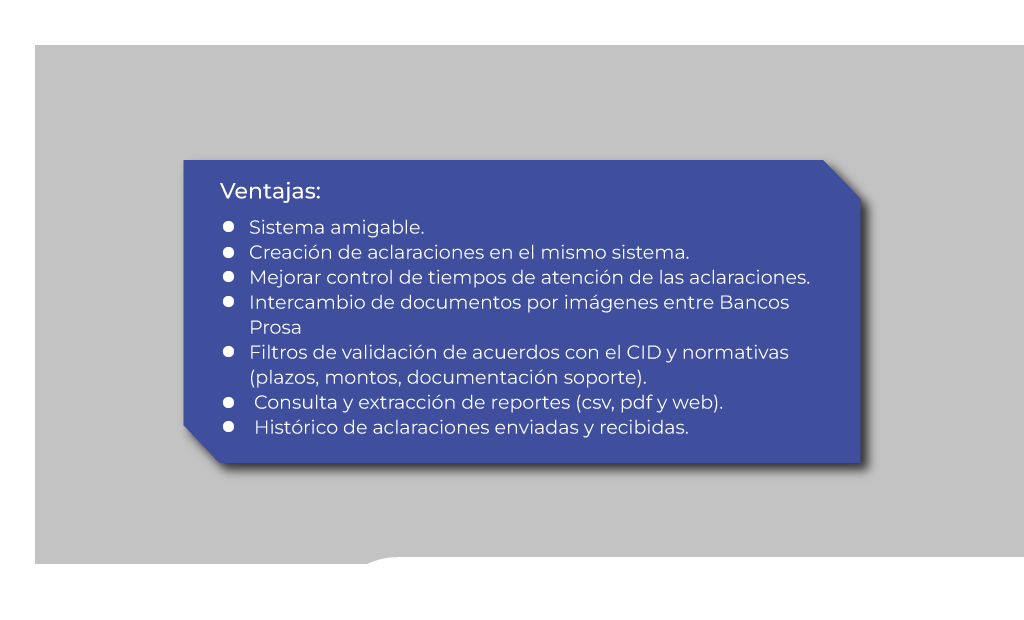 Ventajas:
● Sistema amigable.
● Creación de aclaraciones en el mismo sistema.
● Mejorar control de tiempos de atención de las aclaraciones.
● Intercambio de documentos por imágenes entre Bancos
Prosa
● Filtros de validación de acuerdos con el CID y normativas
(plazos, montos, documentación soporte).
● Consulta y extracción de reportes (csv, pdf y web).
● Histórico de aclaraciones enviadas y recibidas.